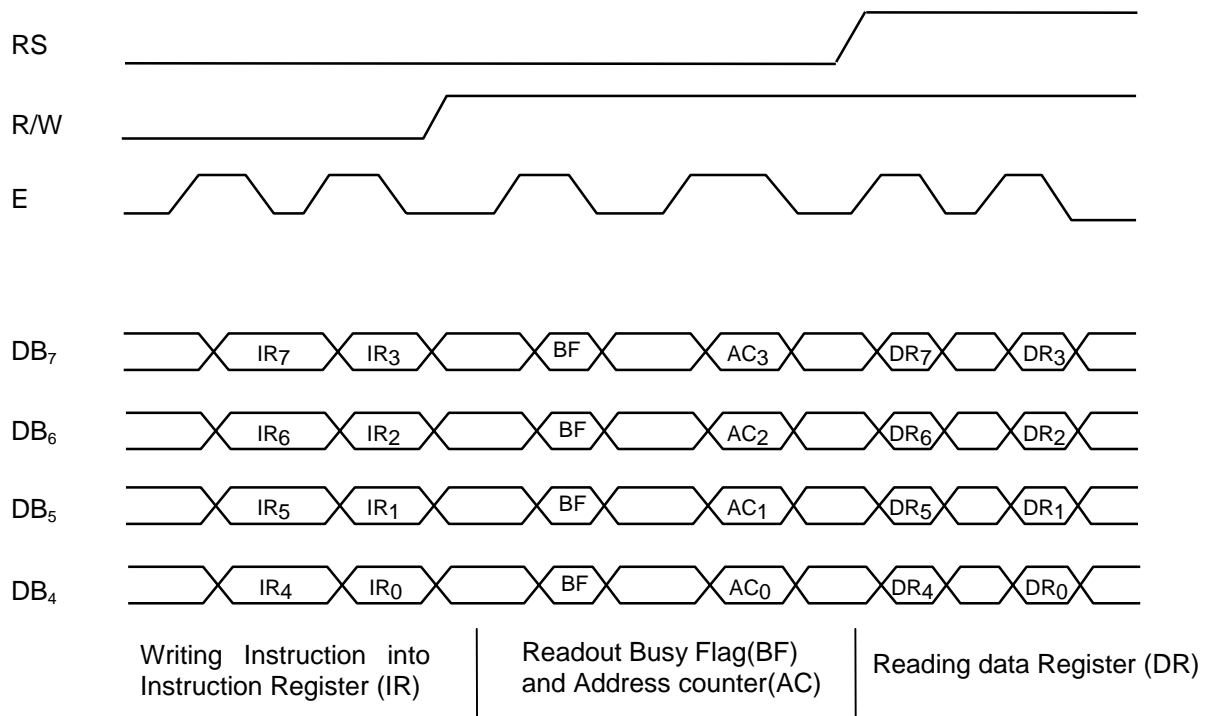 RS
R/W
E
DB₇ IR₇ IR₃ BF AC₃ DR₇ DR₃
DB₆ IR₆ IR₂ BF AC₂ DR₆ DR₂
DB₅ IR₅ IR₁ BF AC₁ DR₅ DR₁
DB₄ IR₄ IR₀ BF AC₀ DR₄ DR₀
Writing Instruction into
Instruction Register (IR)
Readout Busy Flag(BF)
and Address counter(AC)
Reading data Register (DR)